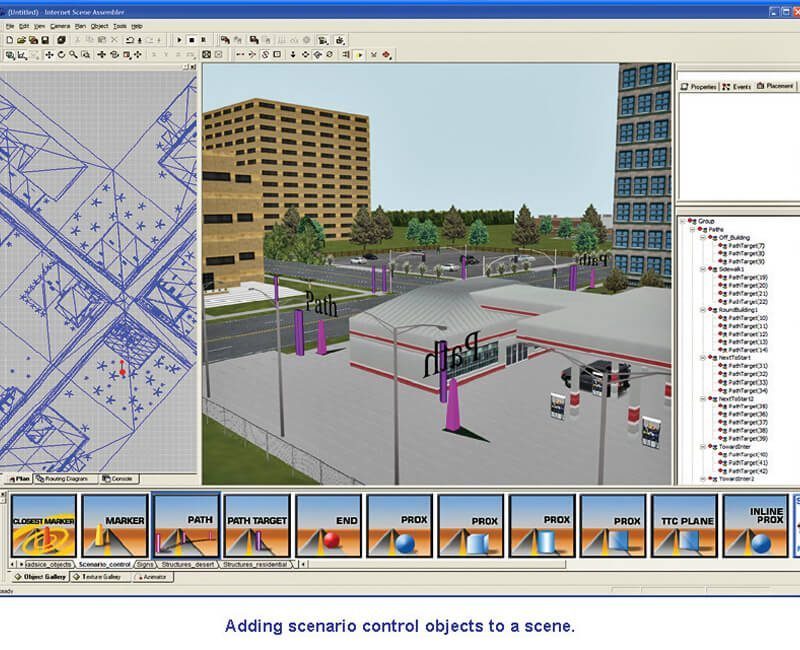 (Untitled) - Internet Scene Assembler
File Edit View Camera Plan Object Tools Help
Properties Events Placement
Group
Paths
Off_Building
PathTarget(7)
PathTarget(8)
PathTarget(9)
Sidewalk1
PathTarget(19)
PathTarget(20)
PathTarget(21)
PathTarget(22)
RoundBuilding1
PathTarget(10)
PathTarget(11)
PathTarget(12)
PathTarget(13)
PathTarget(14)
NextToStart
PathTarget(31)
PathTarget(32)
PathTarget(33)
PathTarget(34)
NextToStart2
PathTarget(36)
PathTarget(37)
PathTarget(38)
PathTarget(39)
TowardInter
PathTarget(40)
PathTarget(41)
PathTarget(42)
TowardInter2
Path
Path
Path
Plan Routing Diagram Console
CLOSEST MARKER
MARKER
PATH
PATH TARGET
END
PROX
PROX
PROX
PROX
TTC PLANE
INLINE PROX
adsice_objects Scenario_control Signs Structures_desert Structures_residential
Object Gallery Texture Gallery Animator
Adding scenario control objects to a scene.